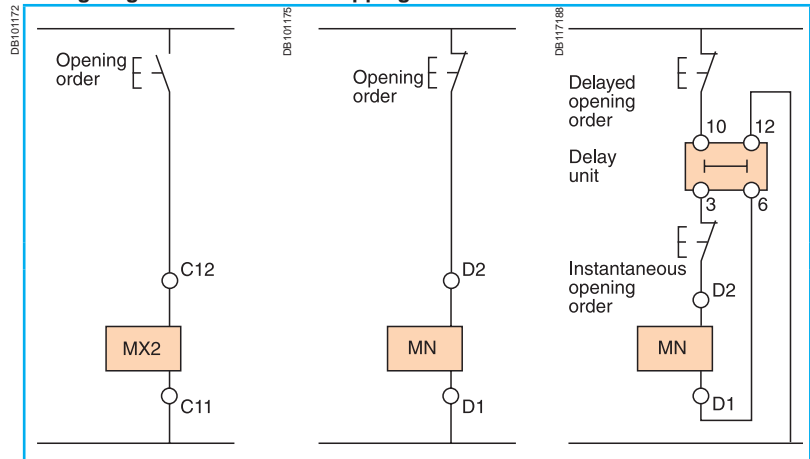 DB101172
Opening
order
C12
MX2
C11
DB101175
Opening
order
D2
MN
D1
DB117188
Delayed
opening
order
10 12
Delay
unit
3 6
Instantaneous
opening
order
D2
MN
D1